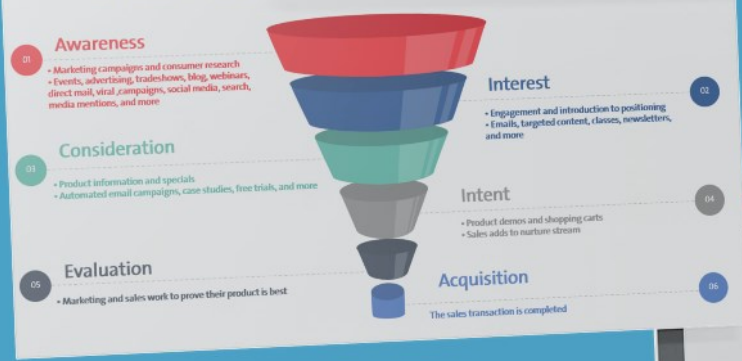 01
Awareness
• Marketing campaigns and consumer research
• Events, advertising, tradeshows, blog, webinars,
direct mail, viral ,campaigns, social media, search,
media mentions, and more
Interest
02
• Engagement and introduction to positioning
• Emails, targeted content, classes, newsletters,
and more
03
Consideration
• Product information and specials
• Automated email campaigns, case studies, free trials, and more
Intent
04
• Product demos and shopping carts
• Sales adds to nurture stream
05
Evaluation
• Marketing and sales work to prove their product is best
Acquisition
06
The sales transaction is completed